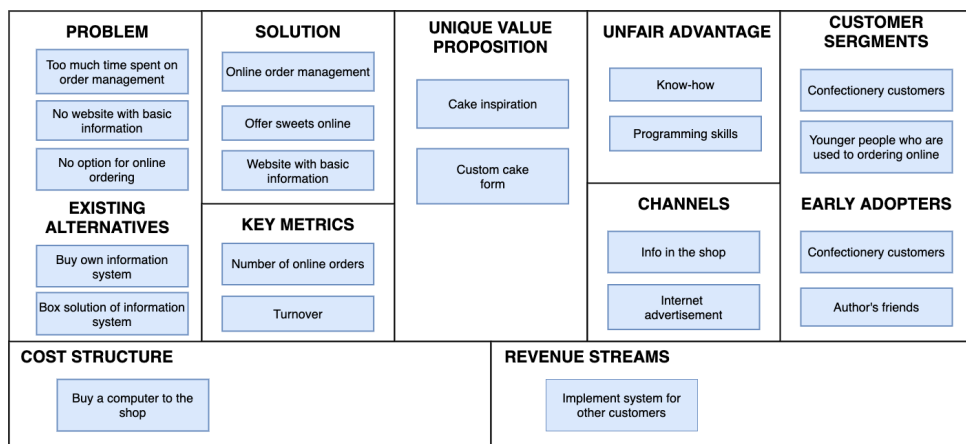 PROBLEM
Too much time spent on
order management
No website with basic
information
No option for online
ordering
EXISTING
ALTERNATIVES
Buy own information
system
Box solution of information
system
SOLUTION
Online order management
Offer sweets online
Website with basic
information
KEY METRICS
Number of online orders
Turnover
UNIQUE VALUE
PROPOSITION
Cake inspiration
Custom cake
form
UNFAIR ADVANTAGE
Know-how
Programming skills
CHANNELS
Info in the shop
Internet
advertisement
CUSTOMER
SERGMENTS
Confectionery customers
Younger people who are
used to ordering online
EARLY ADOPTERS
Confectionery customers
Author's friends
COST STRUCTURE
Buy a computer to the
shop
REVENUE STREAMS
Implement system for
other customers